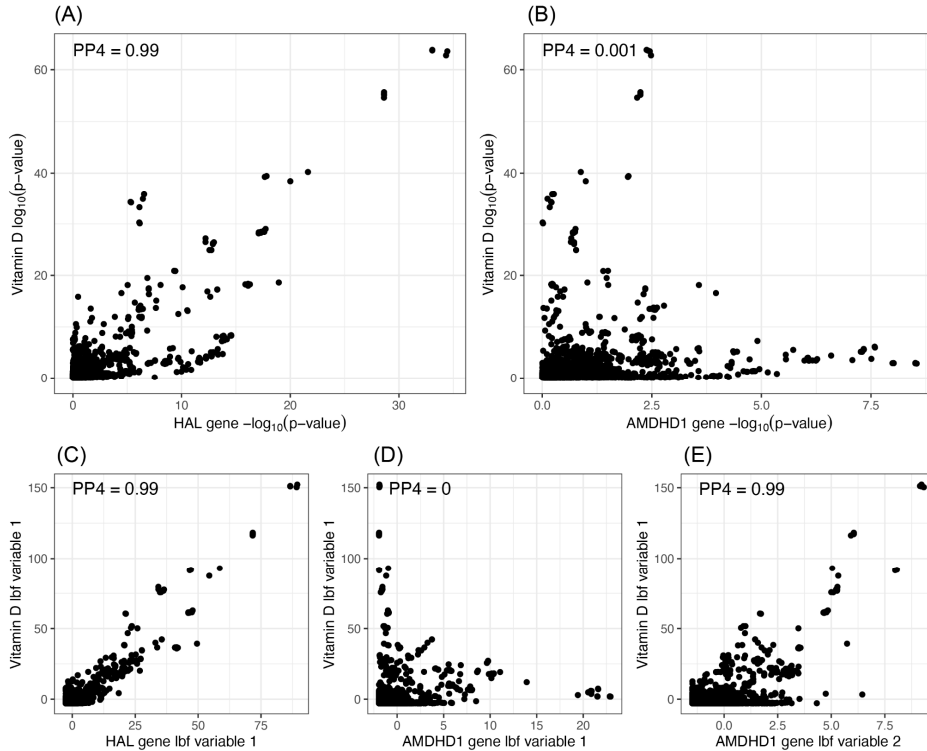 (A)
PP4 = 0.99
Vitamin D log10(p−value)
60
40
20
0
0 10 20 30
HAL gene −log10(p−value)
(B)
PP4 = 0.001
Vitamin D log10(p−value)
60
40
20
0
0.0 2.5 5.0 7.5
AMDHD1 gene −log10(p−value)
(C)
PP4 = 0.99
Vitamin D lbf variable 1
150
100
50
0
0 25 50 75
HAL gene lbf variable 1
(D)
PP4 = 0
Vitamin D lbf variable 1
150
100
50
0
0 5 10 15 20
AMDHD1 gene lbf variable 1
(E)
PP4 = 0.99
Vitamin D lbf variable 1
150
100
50
0
0.0 2.5 5.0 7.5
AMDHD1 gene lbf variable 2